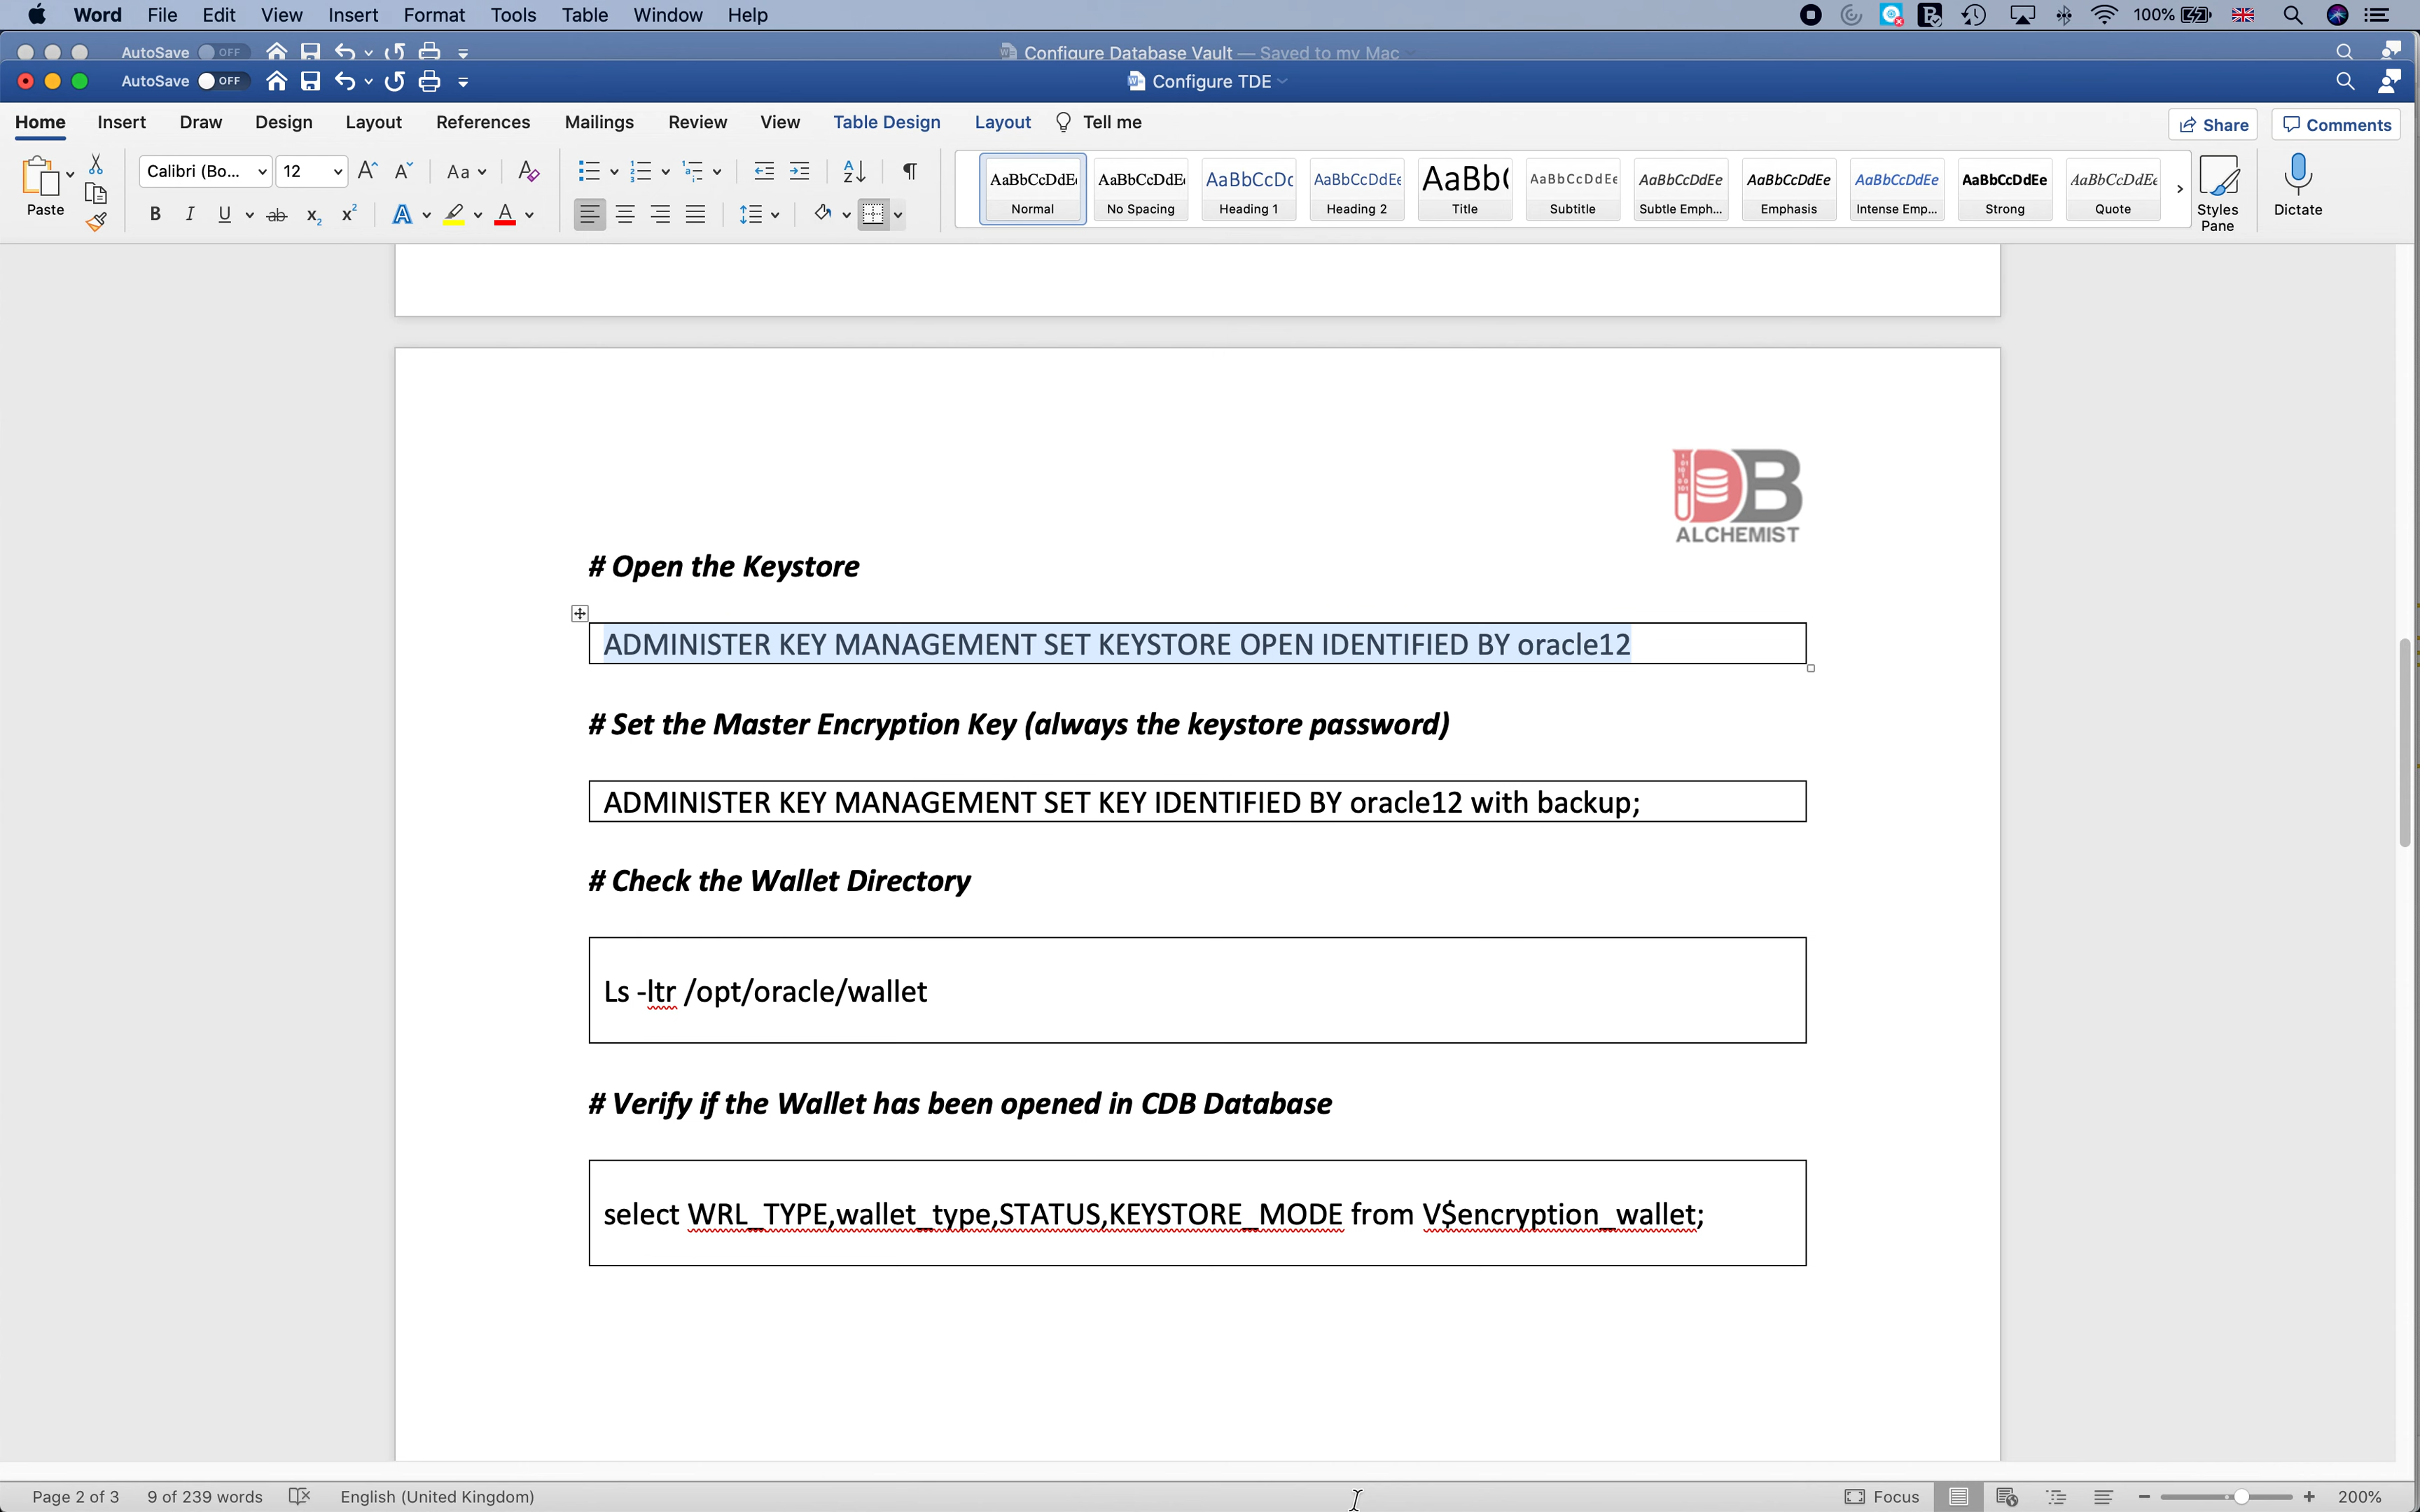 Word File Edit View Insert Format Tools Table Window Help 100%
AutoSave OFF Configure Database Vault — Saved to my Mac
AutoSave OFF Configure TDE
Home Insert Draw Design Layout References Mailings Review View Table Design Layout Tell me Share Comments
Paste Calibri (Bo... 12 Aa
AaBbCcDdEe AaBbCcDdEe AaBbCcDc AaBbCcDdEe AaBb( AaBbCcDdEe AaBbCcDdEe AaBbCcDdEe AaBbCcDdEe AaBbCcDdEe AaBbCcDdEe
Normal No Spacing Heading 1 Heading 2 Title Subtitle Subtle Emph... Emphasis Intense Emp... Strong Quote
Styles Pane
Dictate
DB
ALCHEMIST
# Open the Keystore
ADMINISTER KEY MANAGEMENT SET KEYSTORE OPEN IDENTIFIED BY oracle12
# Set the Master Encryption Key (always the keystore password)
ADMINISTER KEY MANAGEMENT SET KEY IDENTIFIED BY oracle12 with backup;
# Check the Wallet Directory
Ls -ltr /opt/oracle/wallet
# Verify if the Wallet has been opened in CDB Database
select WRL_TYPE,wallet_type,STATUS,KEYSTORE_MODE from V$encryption_wallet;
Page 2 of 3 9 of 239 words English (United Kingdom) Focus 200%